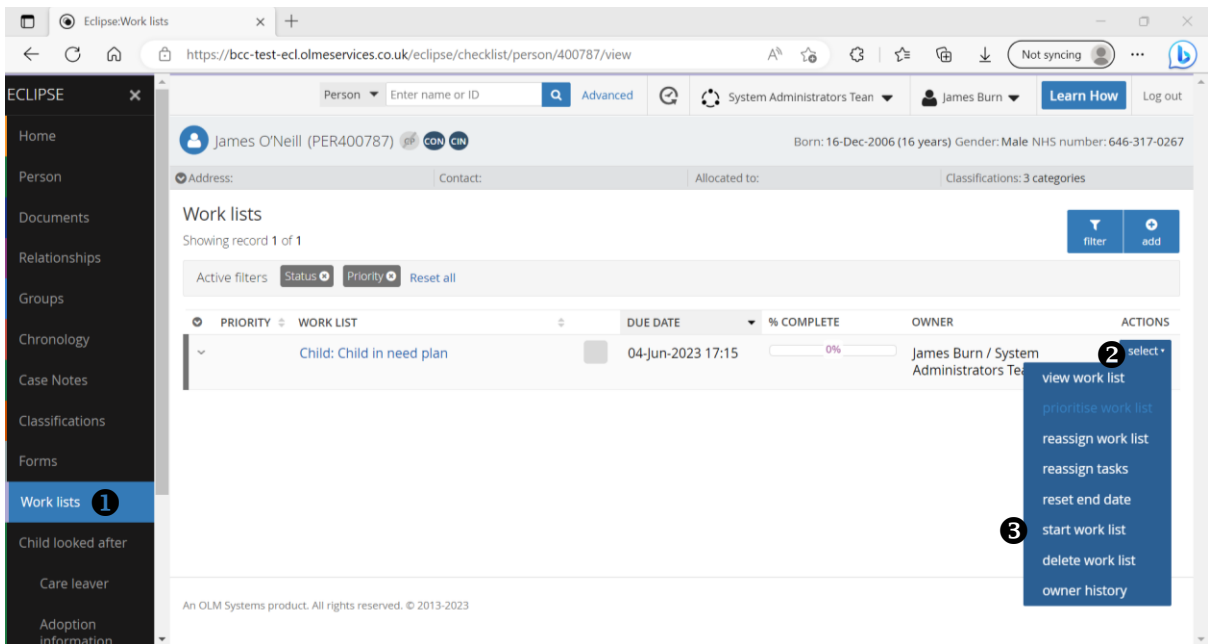 Eclipse:Work lists
https://bcc-test-ecl.olmeservices.co.uk/eclipse/checklist/person/400787/view
Not syncing
ECLIPSE
Person
Enter name or ID
Advanced
System Administrators Tean
James Burn
Learn How
Log out
Home
Person
Documents
Relationships
Groups
Chronology
Case Notes
Classifications
Forms
Work lists 1
Child looked after
Care leaver
Adoption
information
James O'Neill (PER400787) CON CIN
Born: 16-Dec-2006 (16 years) Gender: Male NHS number: 646-317-0267
Address: Contact: Allocated to: Classifications: 3 categories
Work lists
Showing record 1 of 1
filter
add
Active filters Status Priority Reset all
PRIORITY WORK LIST DUE DATE % COMPLETE OWNER ACTIONS
Child: Child in need plan 04-Jun-2023 17:15 0% James Burn / System
Administrators Tea
2 select
view work list
prioritise work list
reassign work list
reassign tasks
reset end date
3 start work list
delete work list
owner history
An OLM Systems product. All rights reserved. © 2013-2023